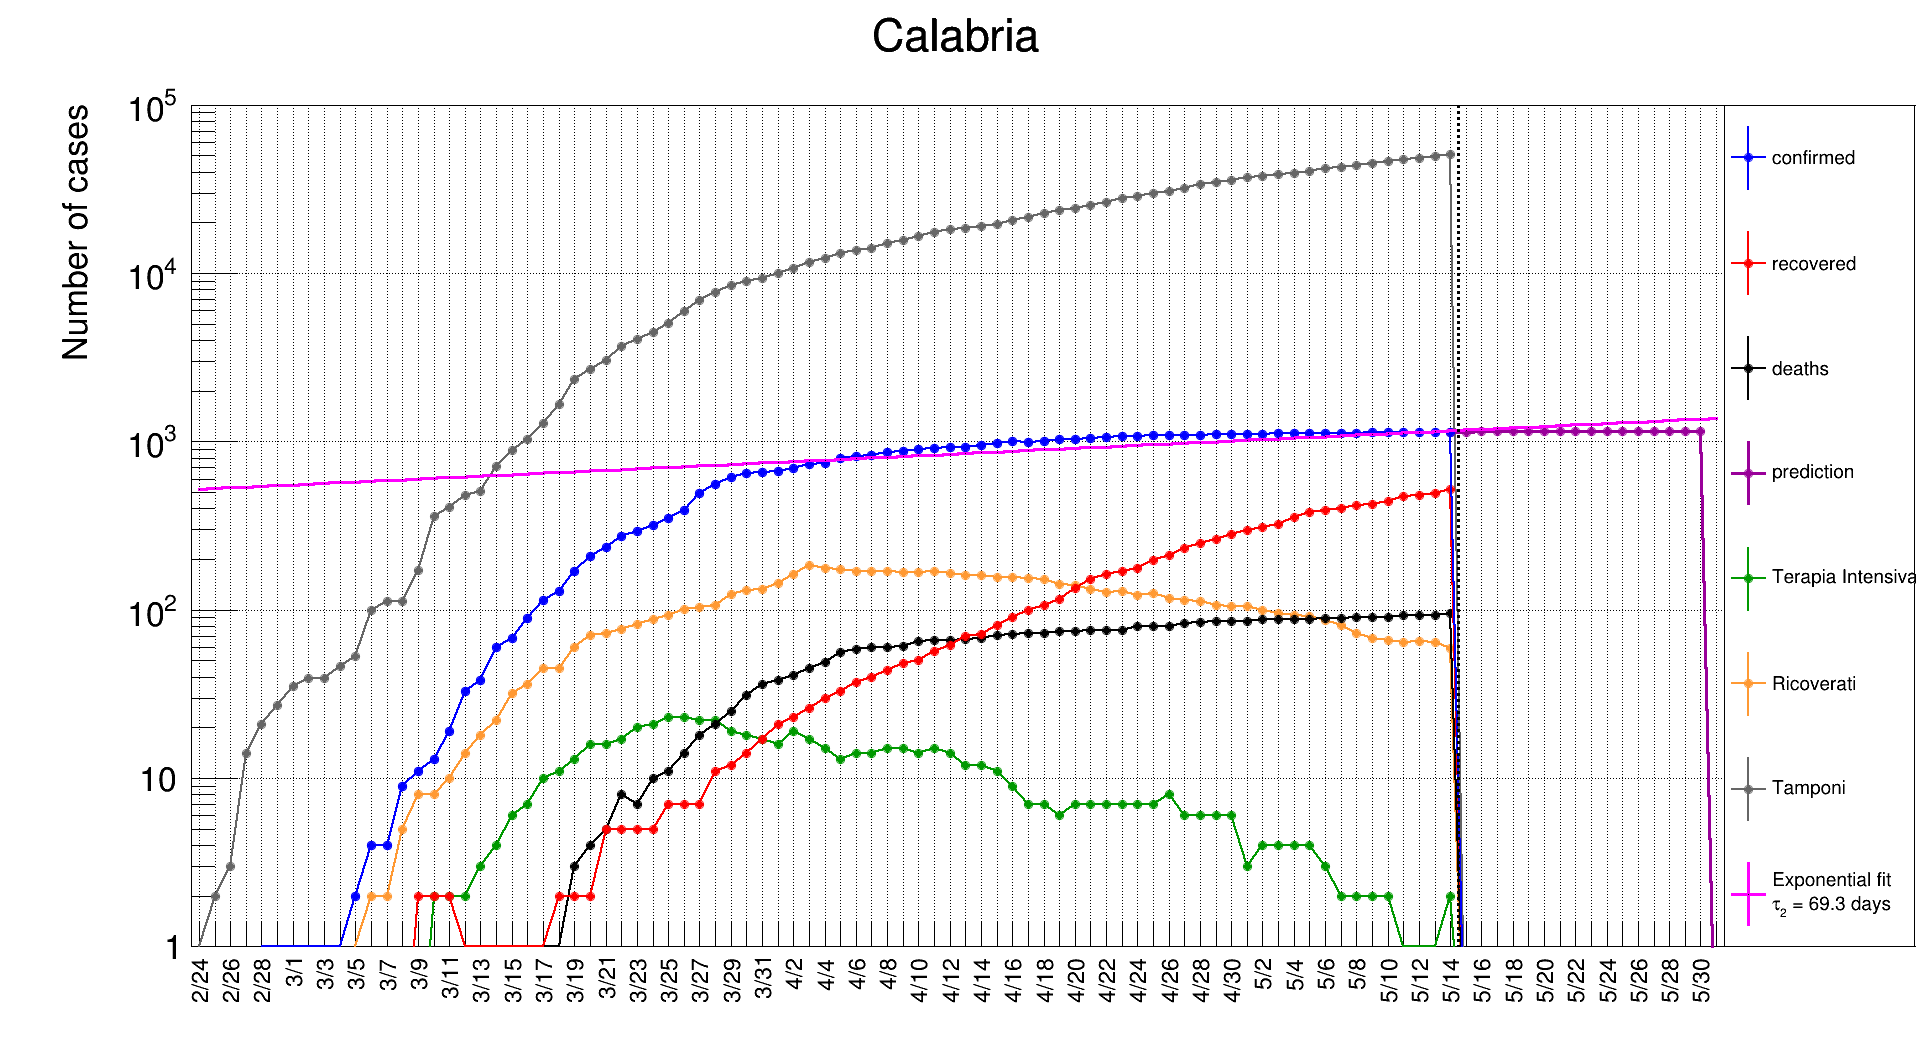 Calabria
Number of cases
10^5
10^4
10^3
10^2
10
1
2/24 2/26 2/28 3/1 3/3 3/5 3/7 3/9 3/11 3/13 3/15 3/17 3/19 3/21 3/23 3/25 3/27 3/29 3/31 4/2 4/4 4/6 4/8 4/10 4/12 4/14 4/16 4/18 4/20 4/22 4/24 4/26 4/28 4/30 5/2 5/4 5/6 5/8 5/10 5/12 5/14 5/16 5/18 5/20 5/22 5/24 5/26 5/28 5/30
confirmed
recovered
deaths
prediction
Terapia Intensiva
Ricoverati
Tamponi
Exponential fit
τ₂ = 69.3 days